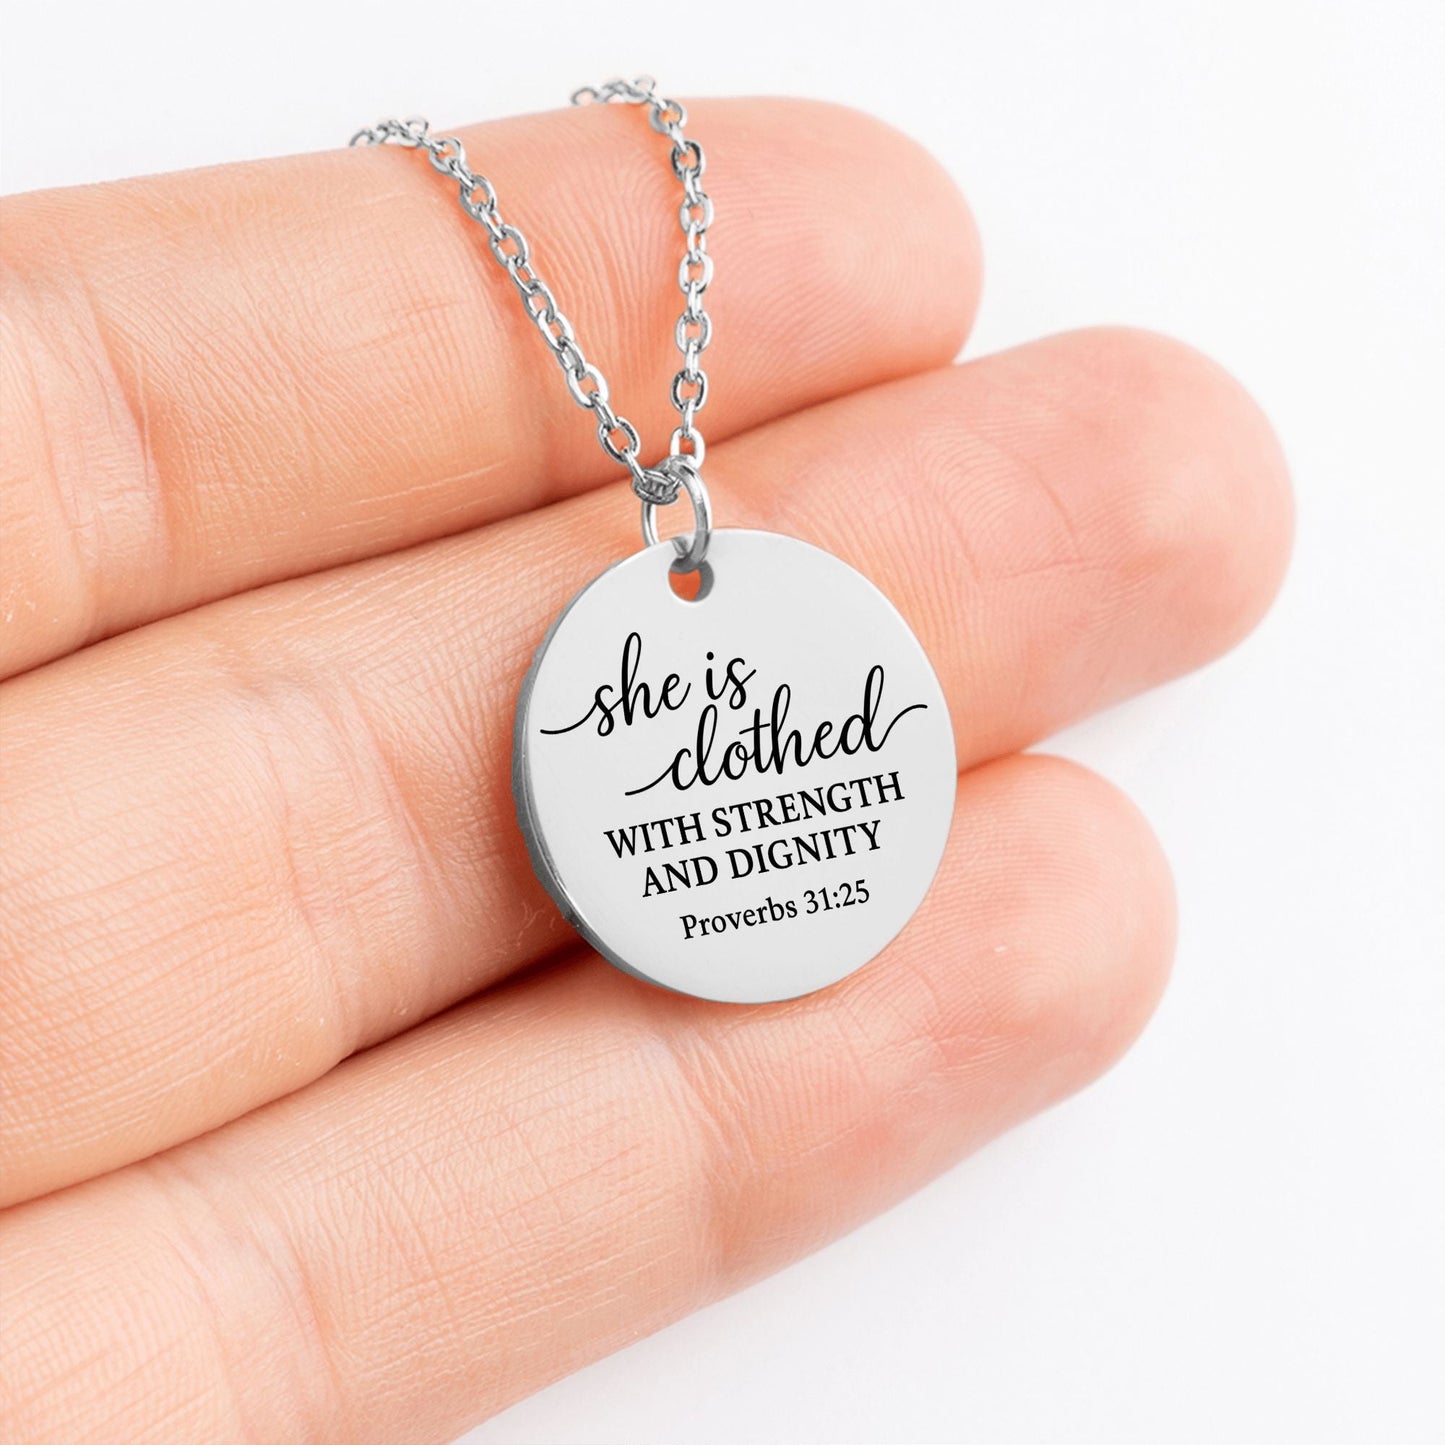 she is
clothed
WITH STRENGTH
AND DIGNITY
Proverbs 31:25